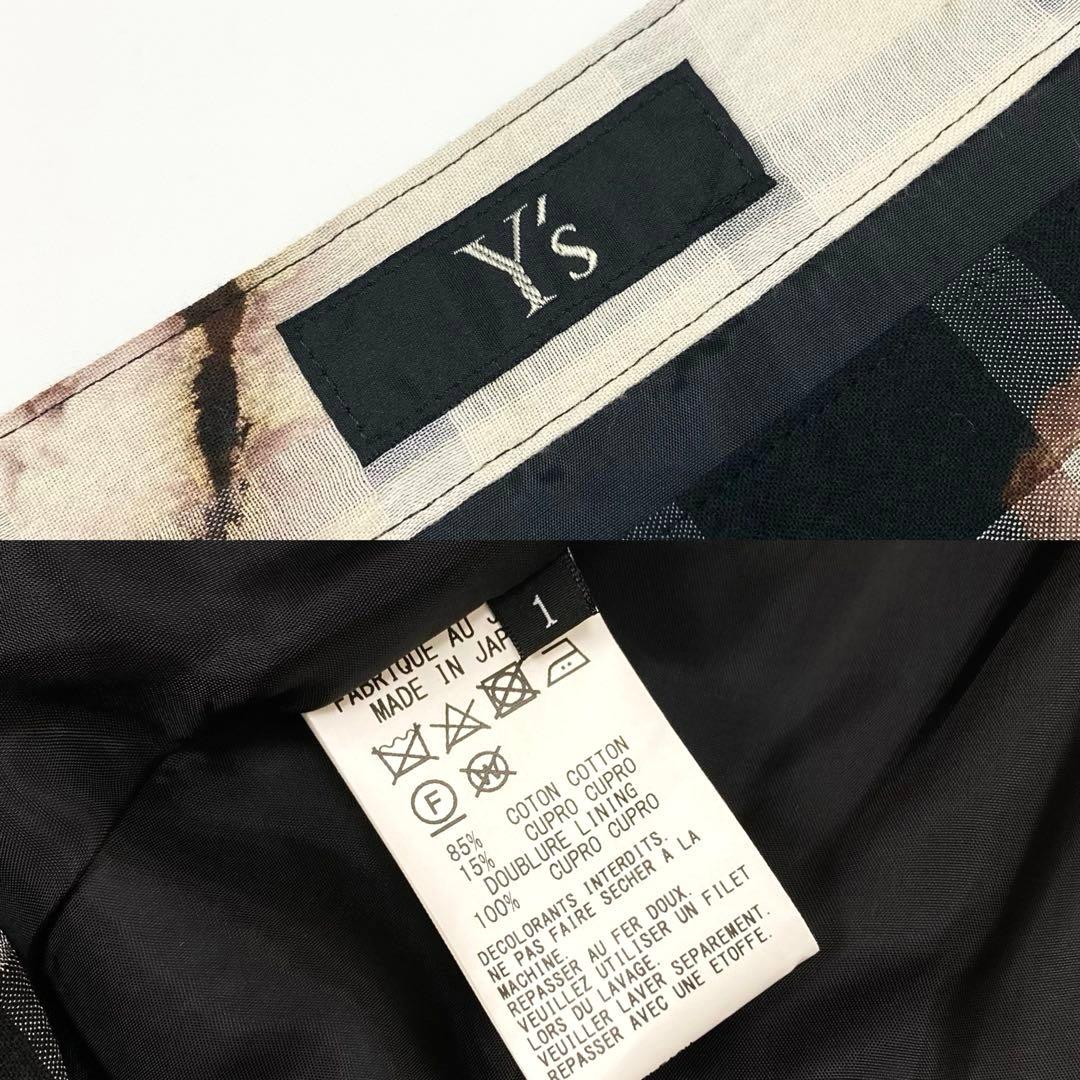 Y's
1
FABRIQUE AU
MADE IN
F
W
85% COTON COTTON
15% CUPRO CUPRO
DOUBLURE LINING
100% CUPRO CUPRO
DECOLORANTS INTERDITS.
NE PAS FAIRE SECHER A LA
MACHINE.
REPASSER AU FER DOUX.
VEUILLEZ UTILISER UN FILET
LORS DU LAVAGE.
VEUILLER LAVER SEPAREMENT.
REPASSER AVEC UNE ETOFFE.